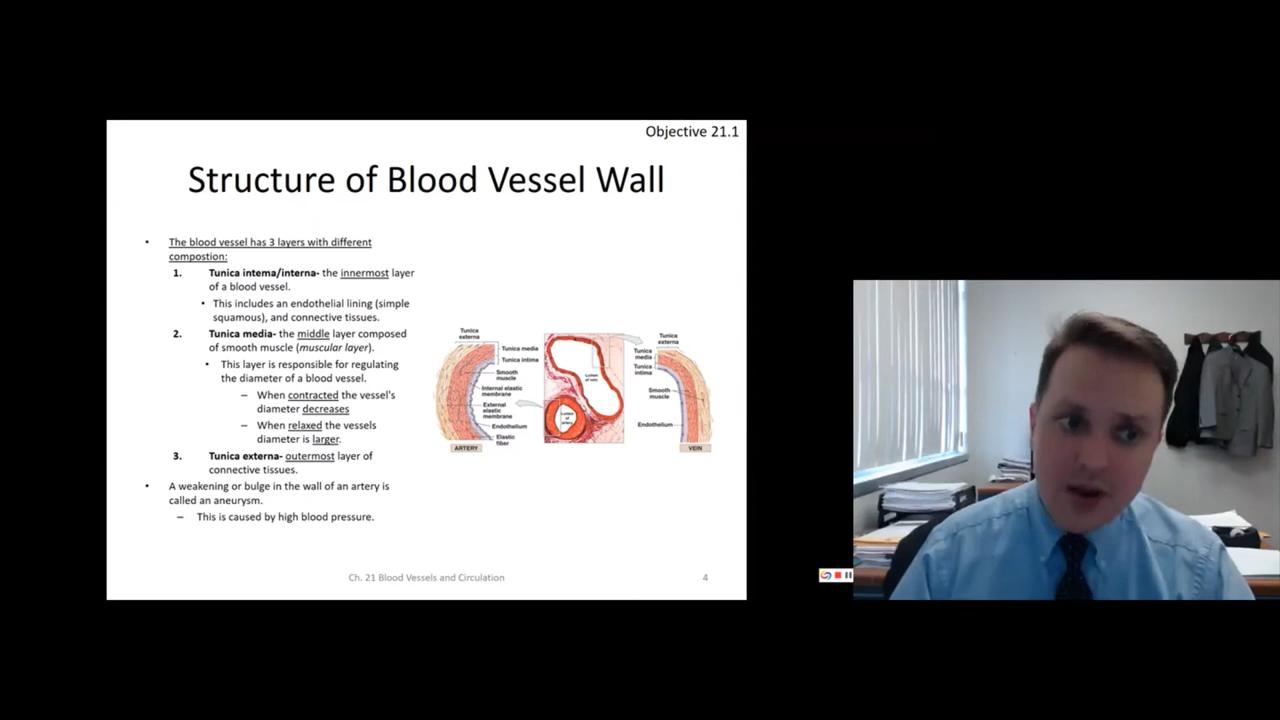 Objective 21.1
Structure of Blood Vessel Wall
• The blood vessel has 3 layers with different
compostion:
1. Tunica intema/interna- the innermost layer
of a blood vessel.
• This includes an endothelial lining (simple
squamous), and connective tissues.
2. Tunica media- the middle layer composed
of smooth muscle (muscular layer).
• This layer is responsible for regulating
the diameter of a blood vessel.
– When contracted the vessel's
diameter decreases
– When relaxed the vessels
diameter is larger.
3. Tunica externa- outermost layer of
connective tissues.
• A weakening or bulge in the wall of an artery is
called an aneurysm.
– This is caused by high blood pressure.
Tunica
externa
Tunica media
Tunica intima
Smooth
muscle
Internal elastic
membrane
External
elastic
membrane
Endothelium
Elastic
fiber
ARTERY
Lumen
of vein
Lumen
of
artery
Tunica
externa
Tunica
media
Tunica
intima
Smooth
muscle
Endothelium
VEIN
Ch. 21 Blood Vessels and Circulation
4